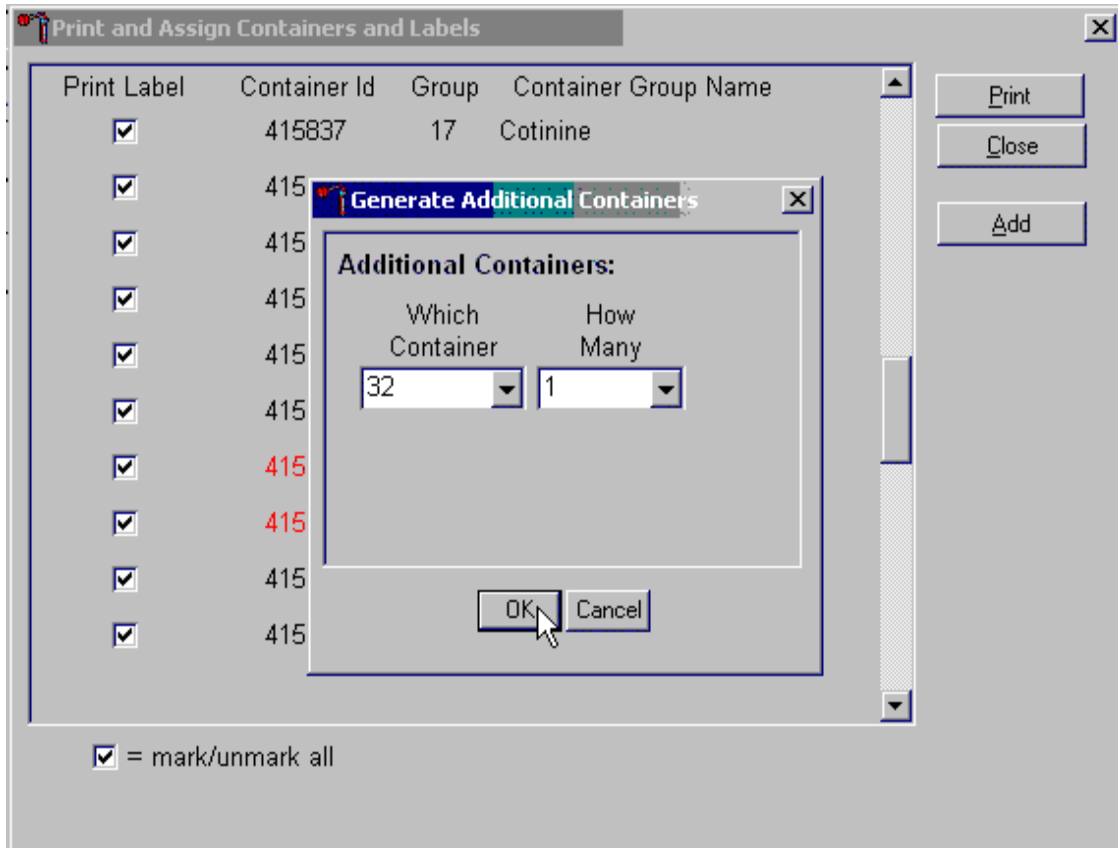 Print and Assign Containers and Labels
Print Label Container Id Group Container Group Name
415837 17 Cotinine
415
415
415
415
415
415
415
415
415
Generate Additional Containers
Additional Containers:
Which Container
How Many
32
1
OK
Cancel
= mark/unmark all
Print
Close
Add